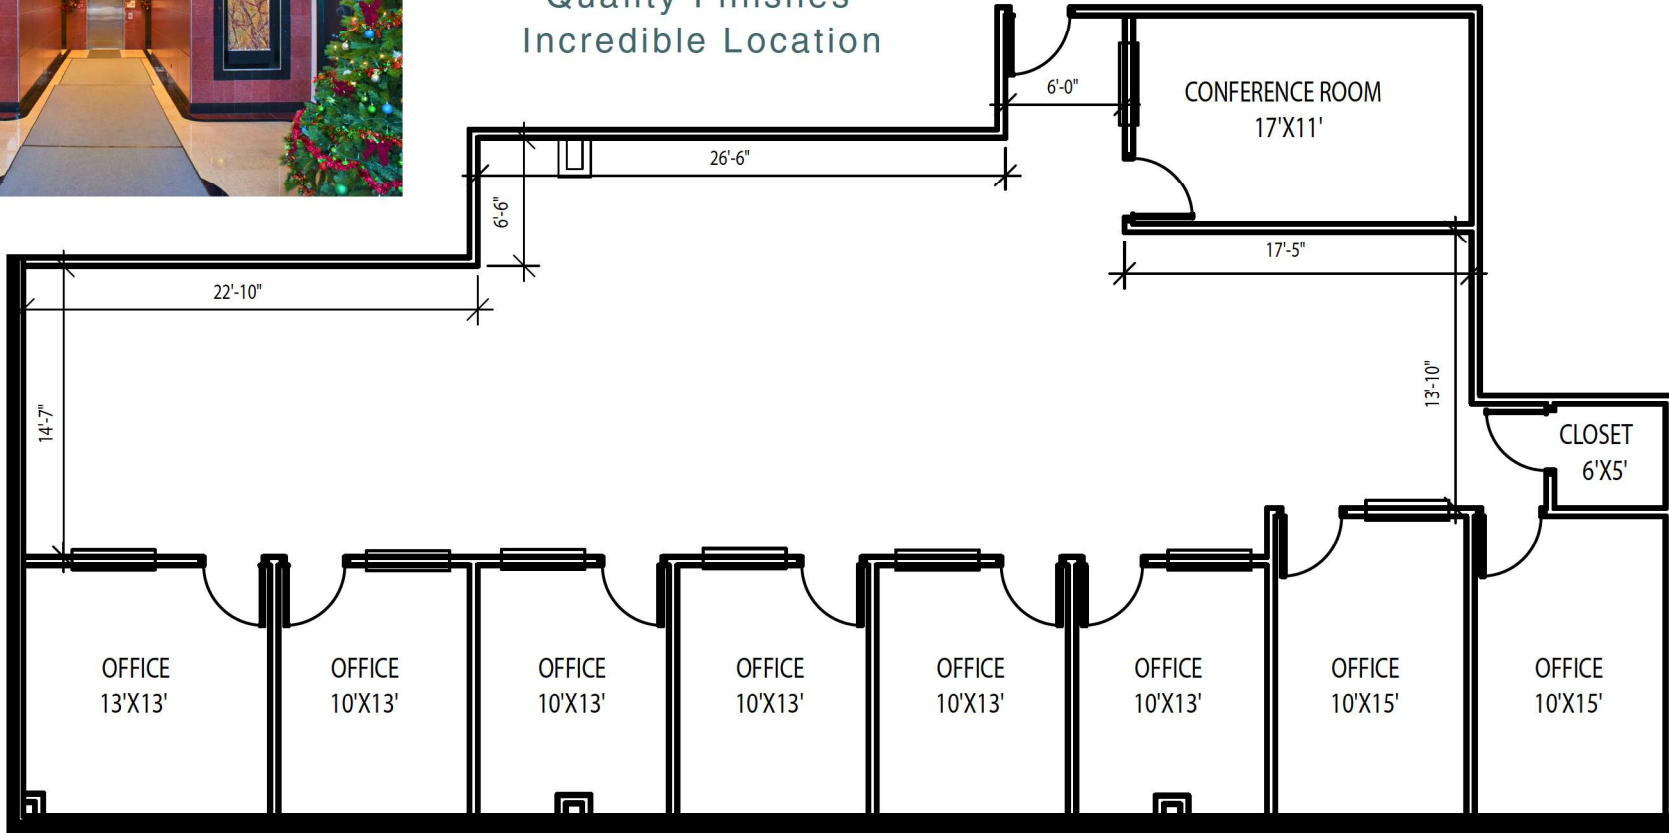 Quality Finishes
Incredible Location
6'-0"
CONFERENCE ROOM
17'X11'
26'-6"
6'-6"
17'-5"
22'-10"
14'-7"
13'-10"
CLOSET
6'X5'
OFFICE
13'X13'
OFFICE
10'X13'
OFFICE
10'X13'
OFFICE
10'X13'
OFFICE
10'X13'
OFFICE
10'X13'
OFFICE
10'X15'
OFFICE
10'X15'